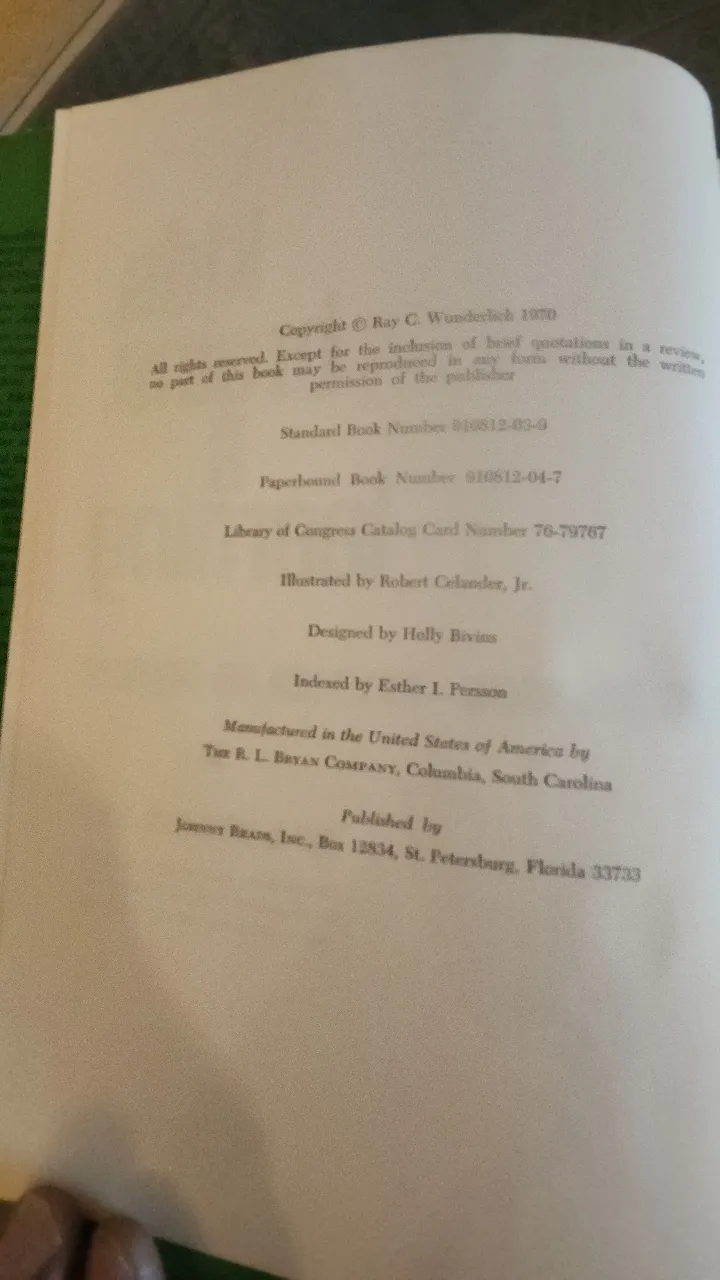 Copyright © Ray C. Wunderlich 1970
All rights reserved. Except for the inclusion of brief quotations in a review,
no part of this book may be reproduced in any form without the written
permission of the publisher
Standard Book Number 910812-03-9
Paperbound Book Number 910812-04-7
Library of Congress Catalog Card Number 76-79767
Illustrated by Robert Celander, Jr.
Designed by Holly Bivins
Indexed by Esther I. Persson
Manufactured in the United States of America by
THE R. L. BRYAN COMPANY, Columbia, South Carolina
Published by
JOHNNY READS, INC., Box 12834, St. Petersburg, Florida 33733